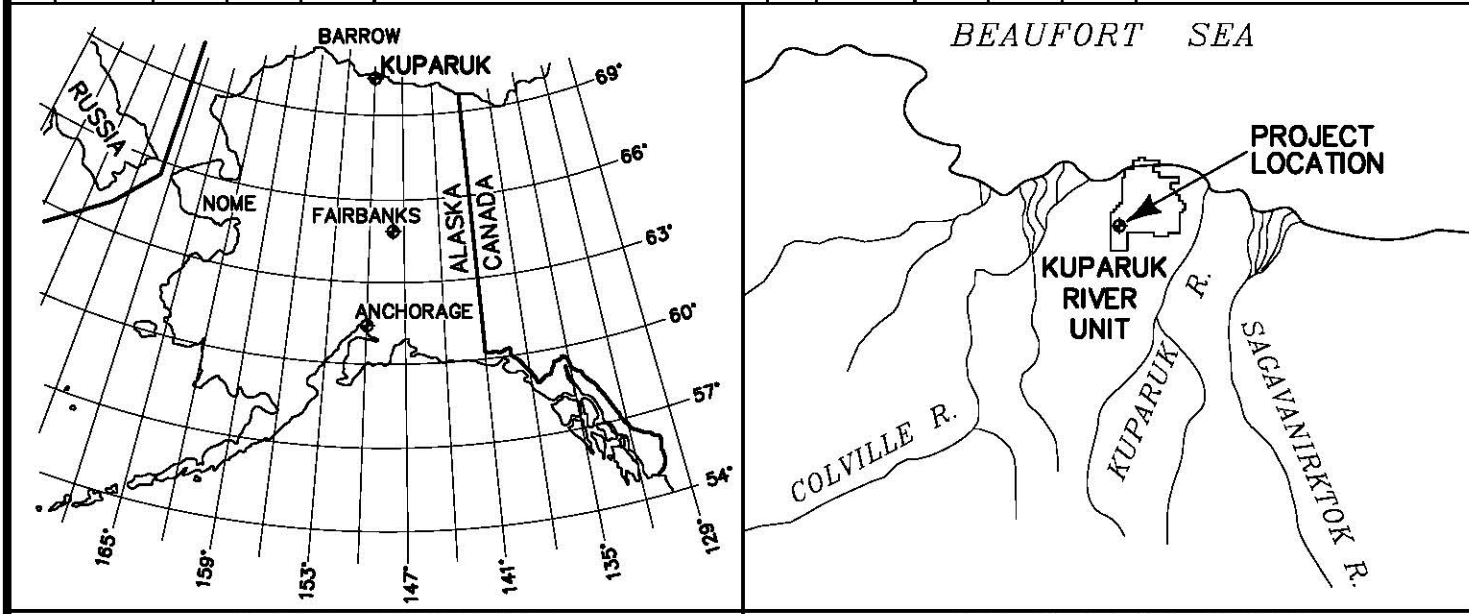 BARROW
KUPARUK
RUSSIA
NOME
FAIRBANKS
ALASKA
CANADA
ANCHORAGE
69°
66°
63°
60°
57°
54°
165°
159°
153°
147°
141°
135°
129°
BEAUFORT SEA
PROJECT
LOCATION
KUPARUK
RIVER
UNIT
COLVILLE R.
KUPARUK R.
SAGAVANIRKTOK R.